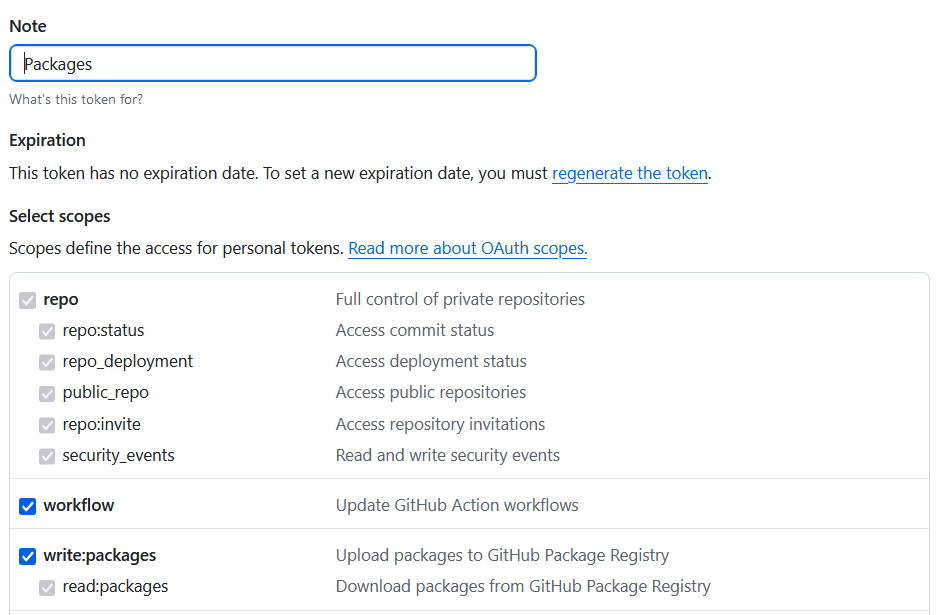 Note
Packages
What's this token for?
Expiration
This token has no expiration date. To set a new expiration date, you must regenerate the token.
Select scopes
Scopes define the access for personal tokens. Read more about OAuth scopes.
repo Full control of private repositories
repo:status Access commit status
repo_deployment Access deployment status
public_repo Access public repositories
repo:invite Access repository invitations
security_events Read and write security events
workflow Update GitHub Action workflows
write:packages Upload packages to GitHub Package Registry
read:packages Download packages from GitHub Package Registry